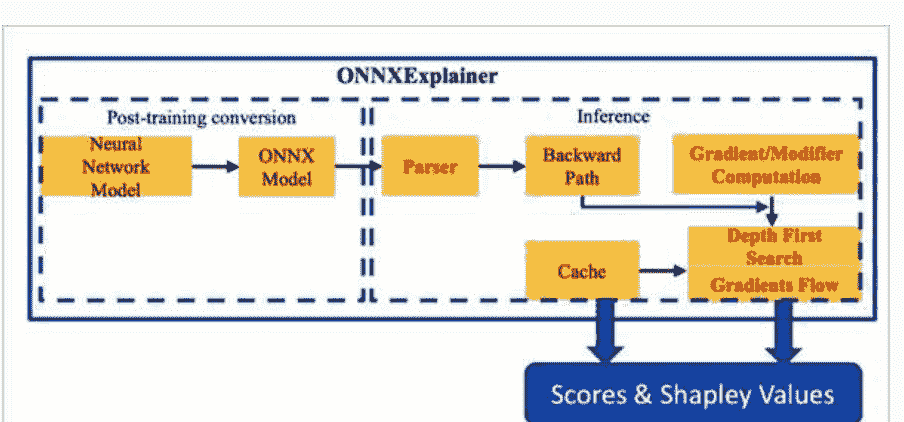 ONNXExplainer
Post-training conversion
Inference
Neural
Network
Model
ONNX
Model
Parser
Backward
Path
Gradient/Modifier
Computation
Cache
Depth First
Search
Gradients Flow
Scores & Shapley Values